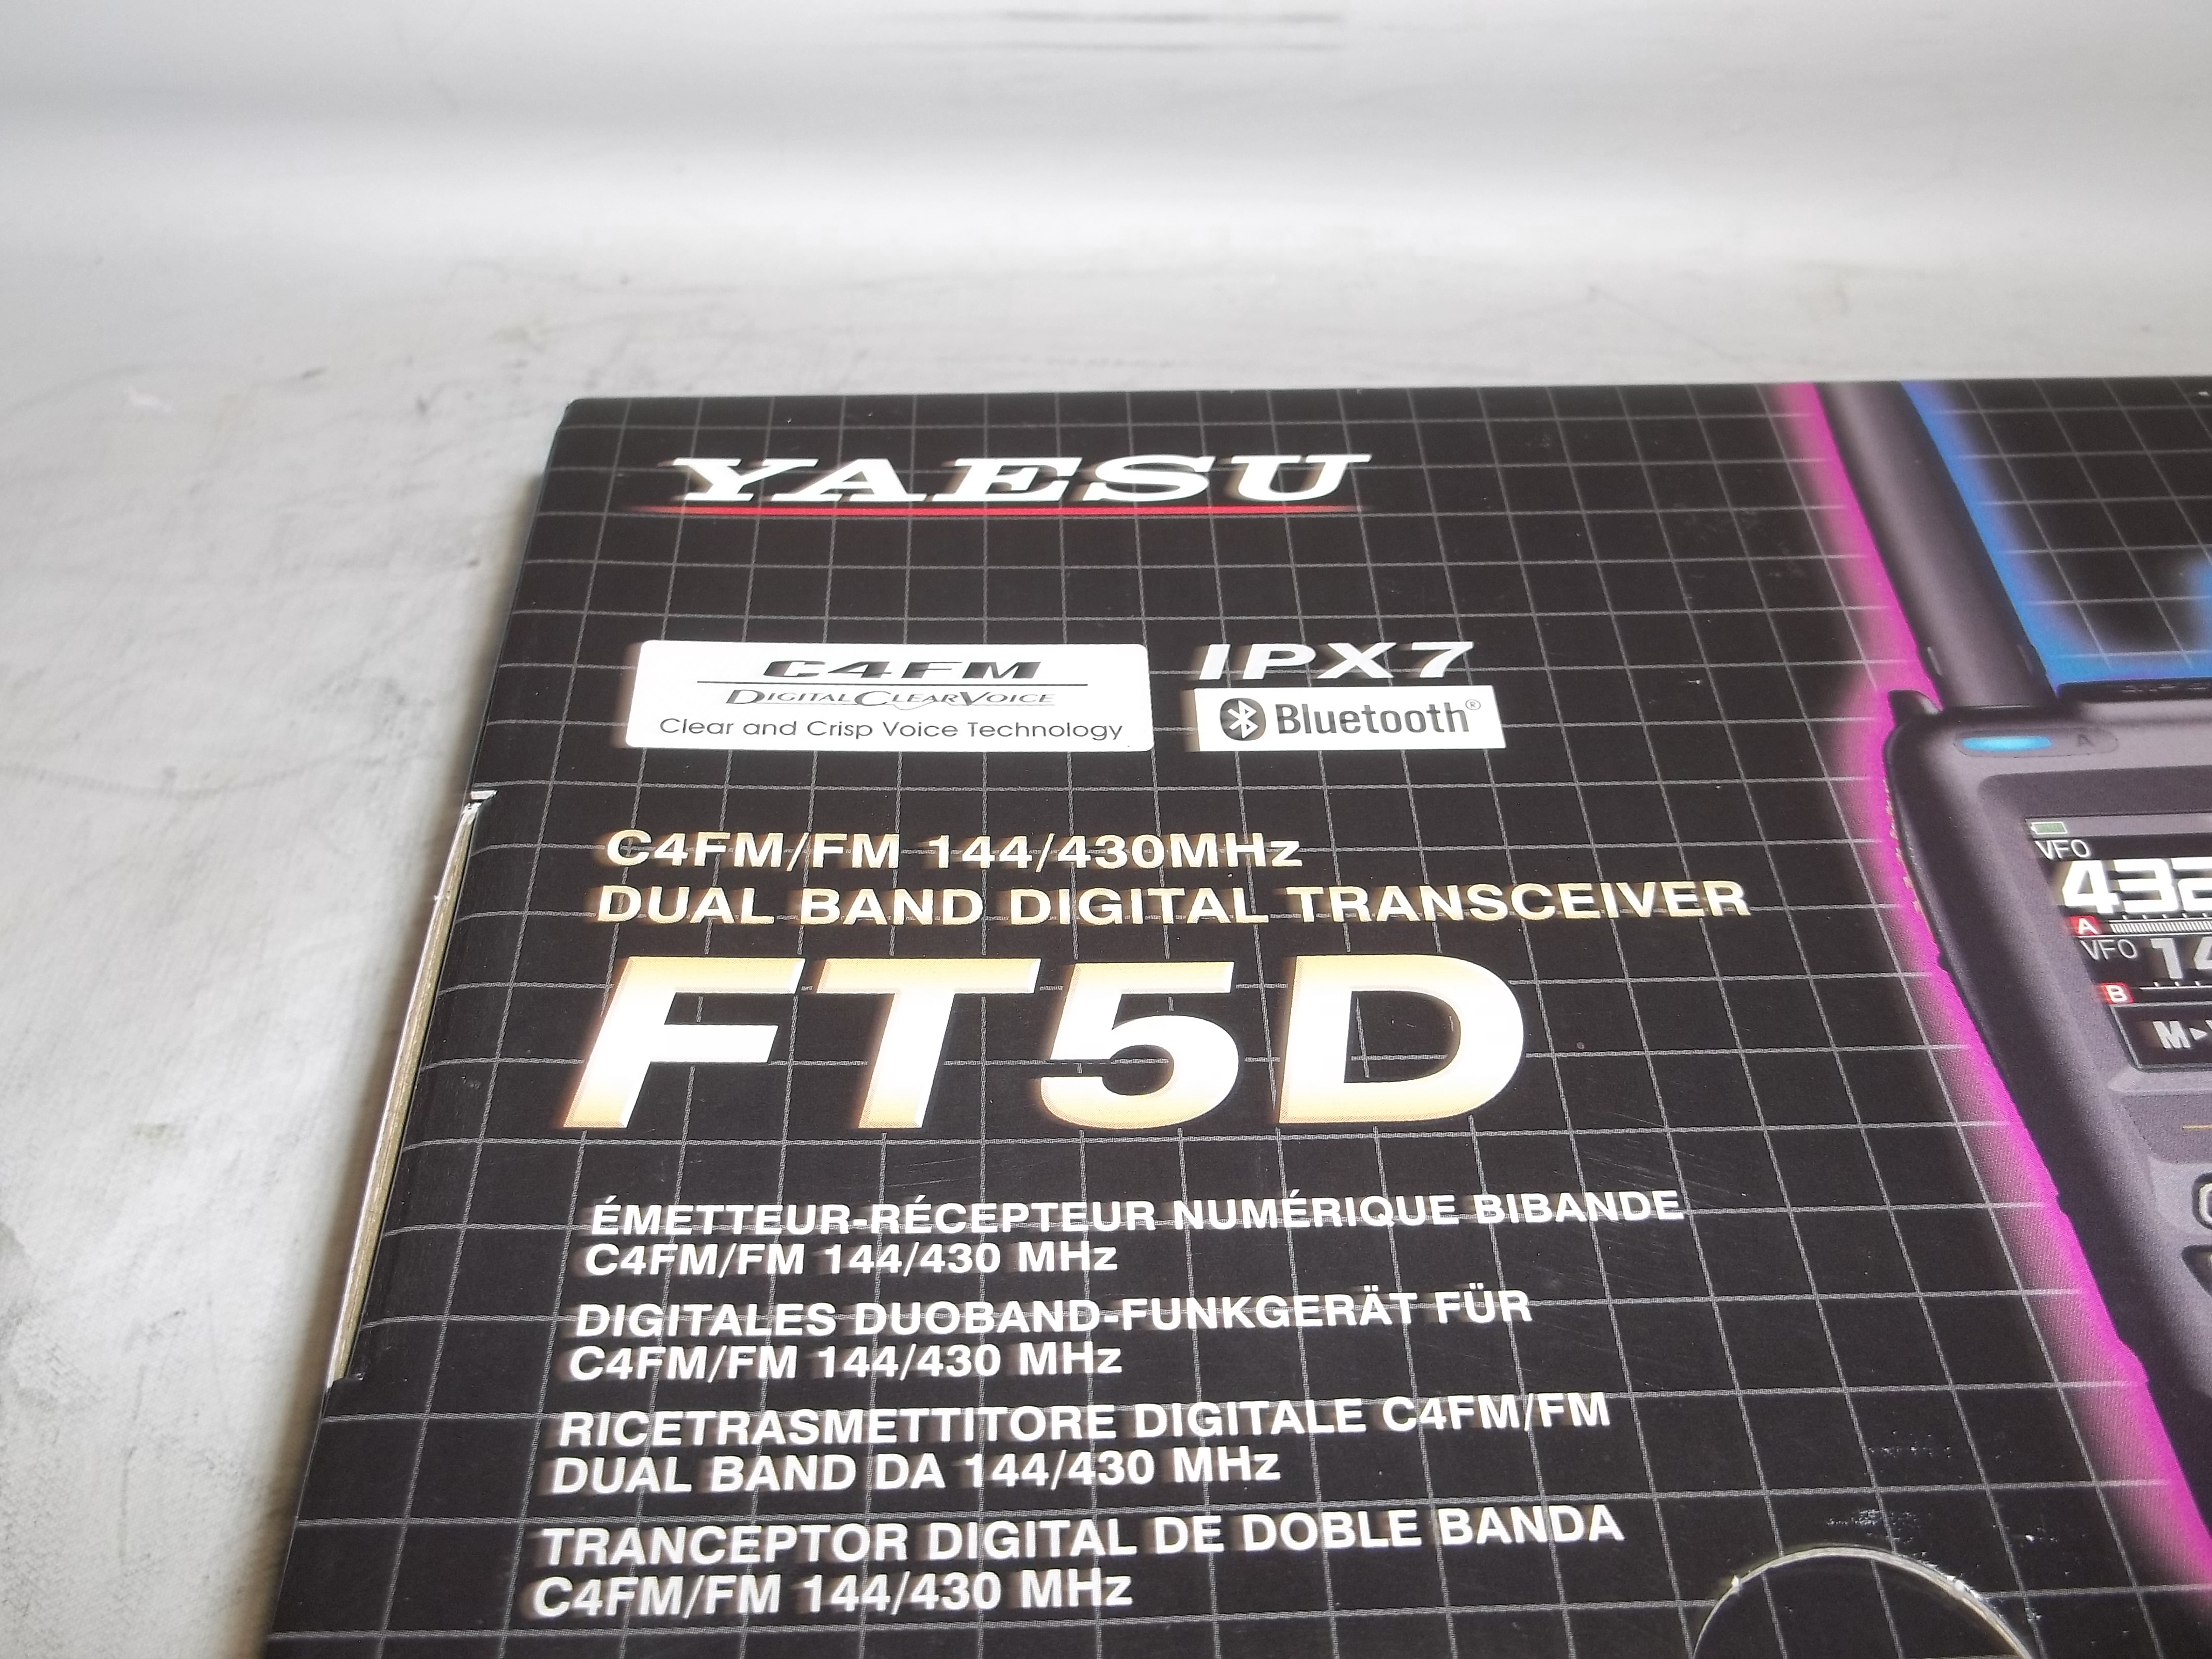 YAESU
C4FM
DIGITAL CLEAR VOICE
Clear and Crisp Voice Technology
IPX7
Bluetooth®
C4FM/FM 144/430MHz
DUAL BAND DIGITAL TRANSCEIVER
FT5D
ÉMETTEUR-RÉCEPTEUR NUMÉRIQUE BIBANDE
C4FM/FM 144/430 MHz
DIGITALES DUOBAND-FUNKGERÄT FÜR
C4FM/FM 144/430 MHz
RICETRASMETTITORE DIGITALE C4FM/FM
DUAL BAND DA 144/430 MHz
TRANCEPTOR DIGITAL DE DOBLE BANDA
C4FM/FM 144/430 MHz
A
VFO
432
A
VFO
14
B